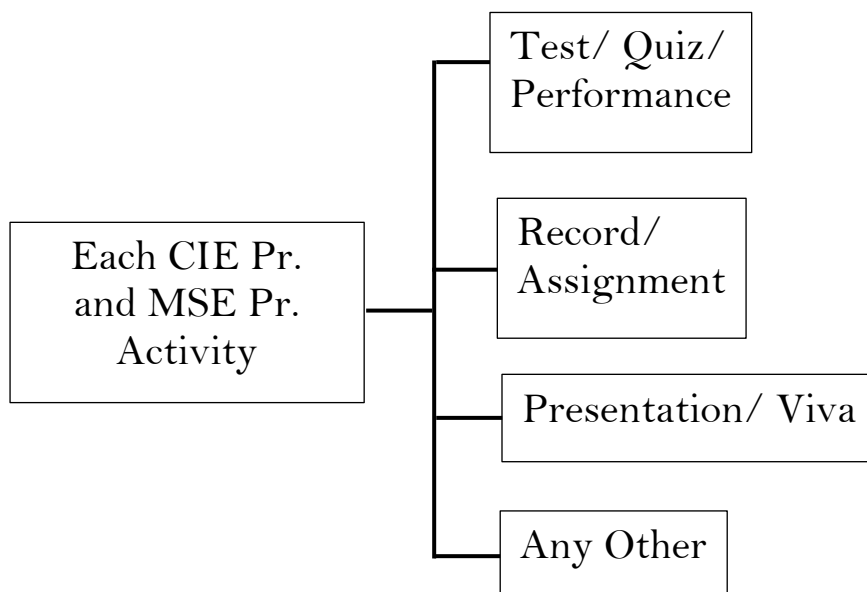 Test/ Quiz/
Performance
Each CIE Pr.
and MSE Pr.
Activity
Record/
Assignment
Presentation/ Viva
Any Other